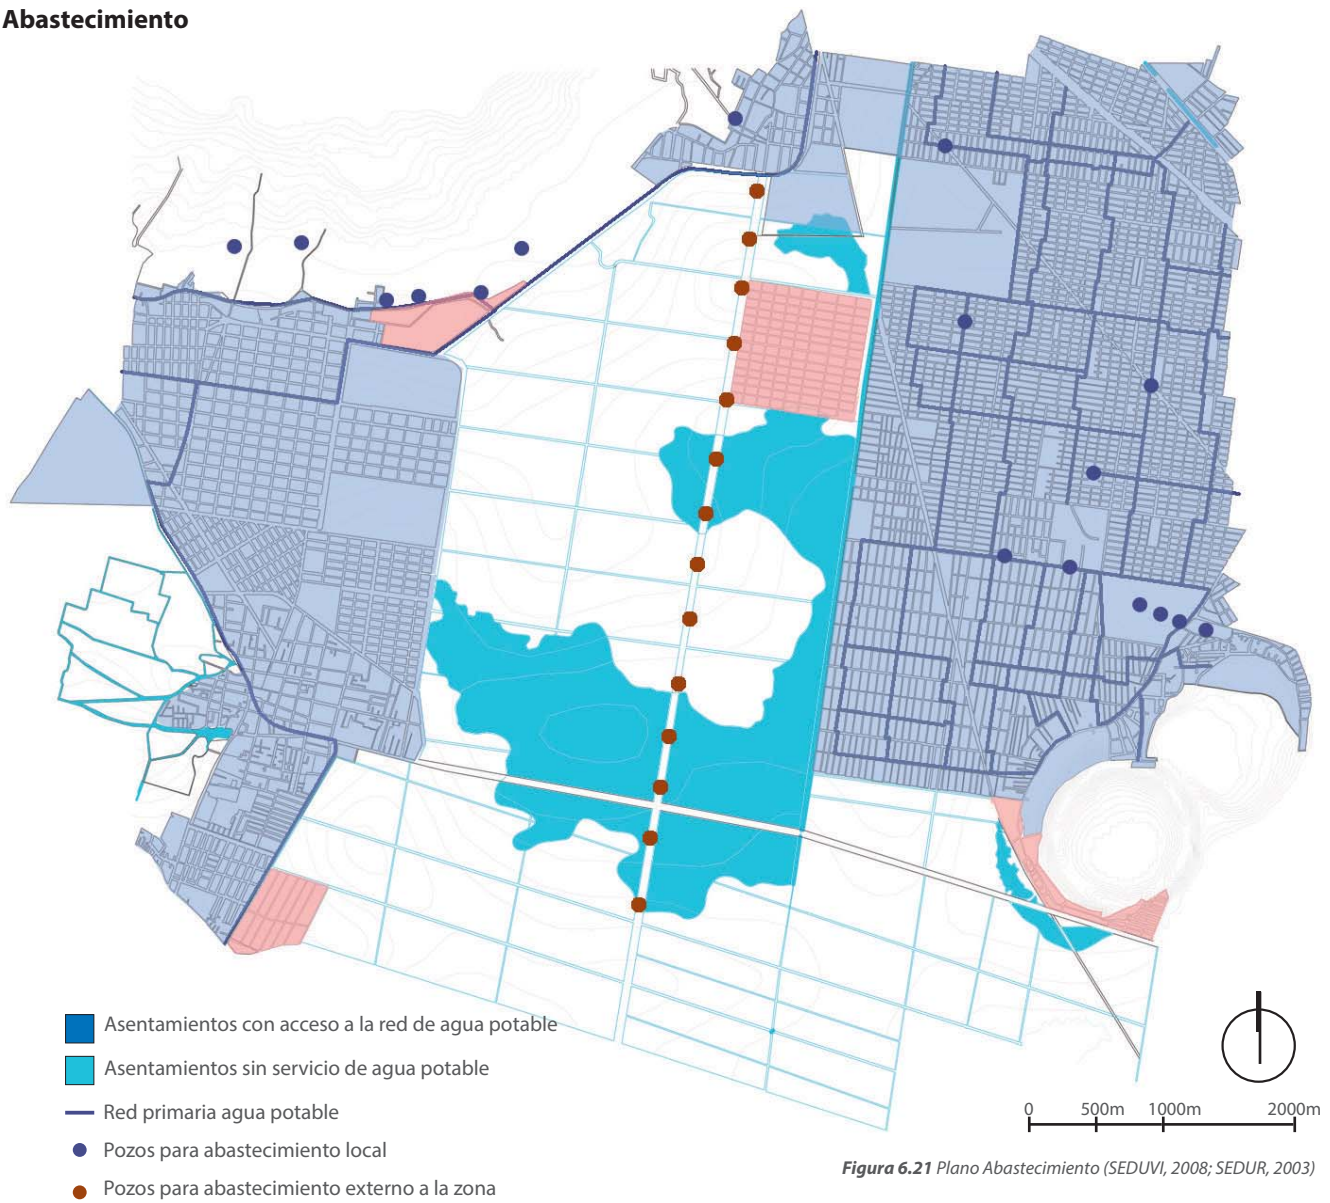 Abastecimiento
Asentamientos con acceso a la red de agua potable
Asentamientos sin servicio de agua potable
Red primaria agua potable
Pozos para abastecimiento local
Pozos para abastecimiento externo a la zona
0 500m 1000m 2000m
Figura 6.21 Plano Abastecimiento (SEDUVI, 2008; SEDUR, 2003)